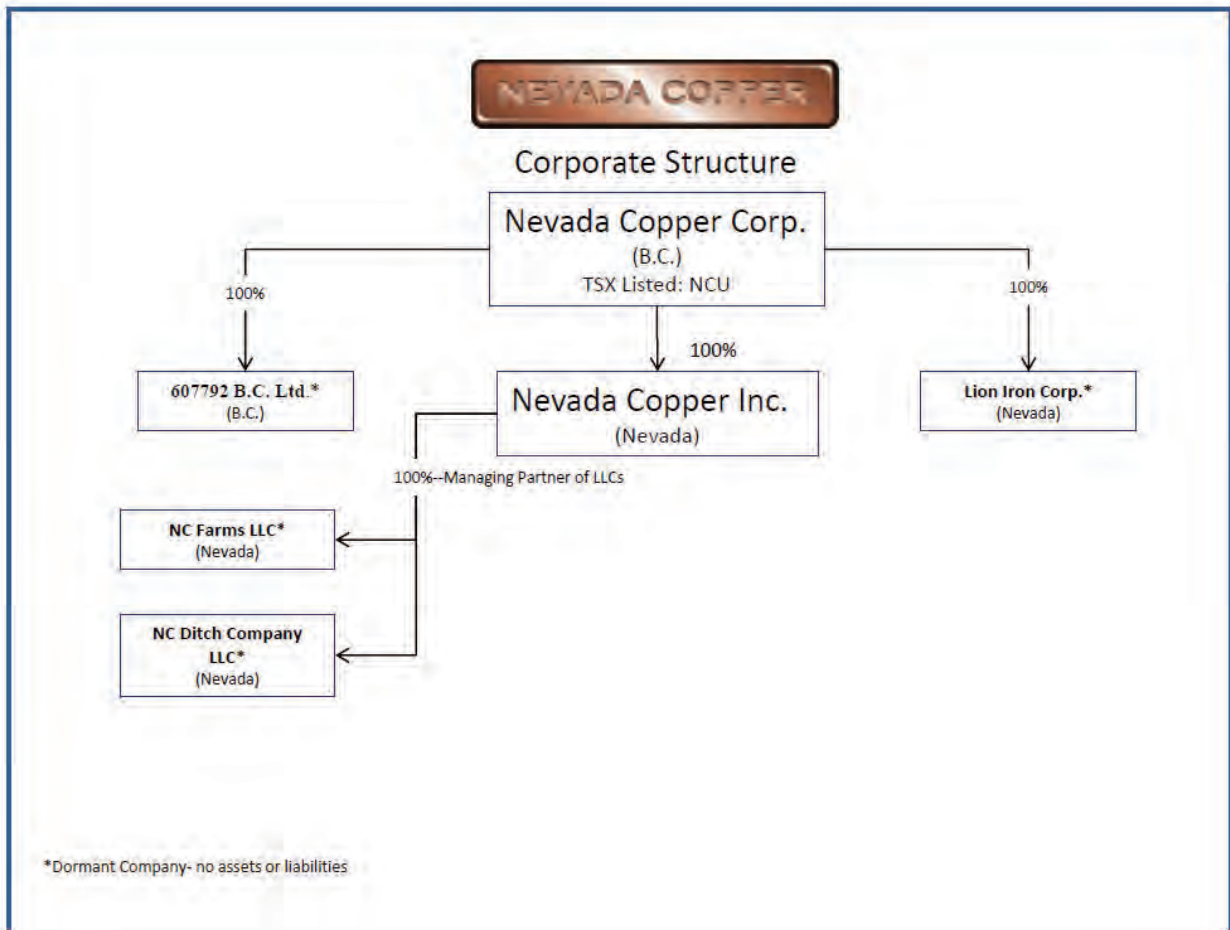 NEVADA COPPER
Corporate Structure
Nevada Copper Corp.
(B.C.)
TSX Listed: NCU
100%
100%
100%
607792 B.C. Ltd.*
(B.C.)
Nevada Copper Inc.
(Nevada)
Lion Iron Corp.*
(Nevada)
100%--Managing Partner of LLCs
NC Farms LLC*
(Nevada)
NC Ditch Company
LLC*
(Nevada)
*Dormant Company- no assets or liabilities